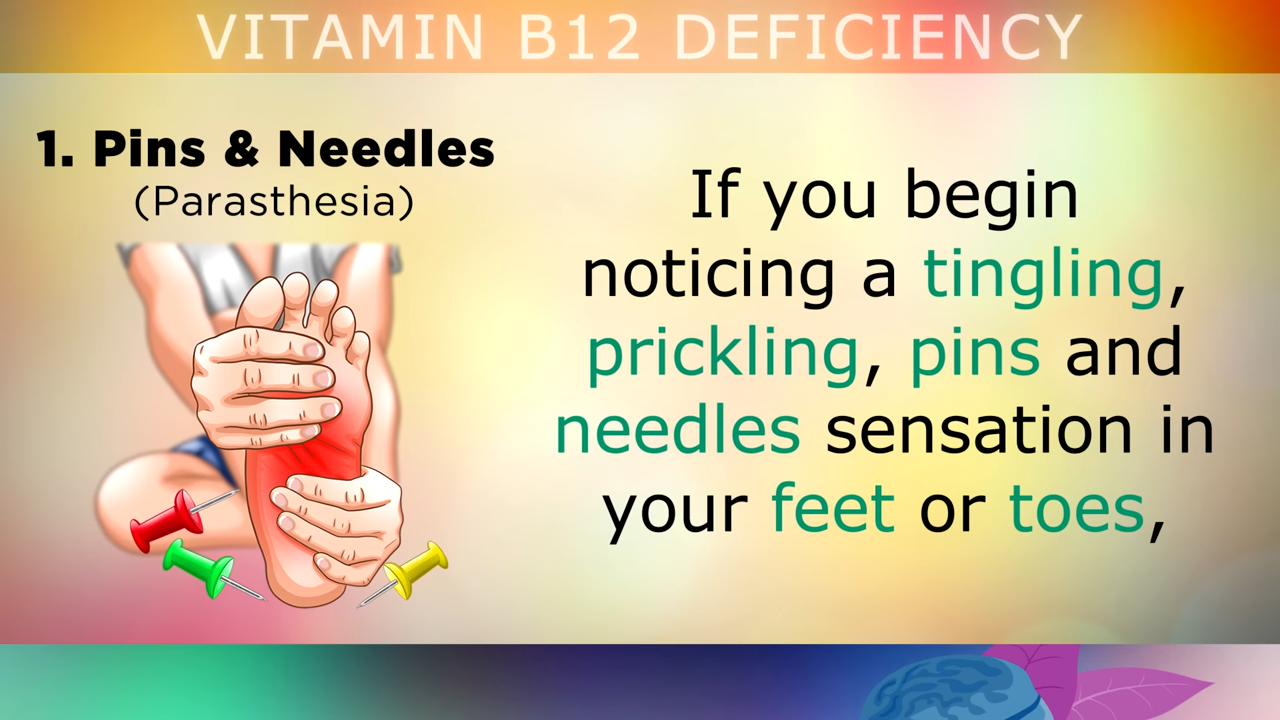 VITAMIN B12 DEFICIENCY
1. Pins & Needles
(Parasthesia)
If you begin
noticing a tingling,
prickling, pins and
needles sensation in
your feet or toes,